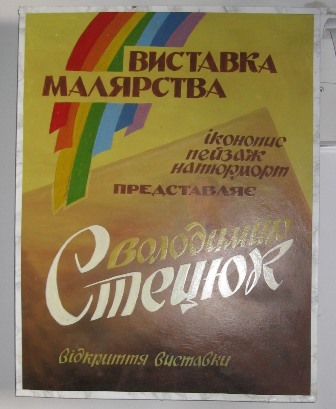 ВИСТАВКА
МАЛЯРСТВА
іконопис
пейзаж
натюрморт
ПРЕДСТАВЛЯЄ
володимир
Стецюк
відкриття виставки